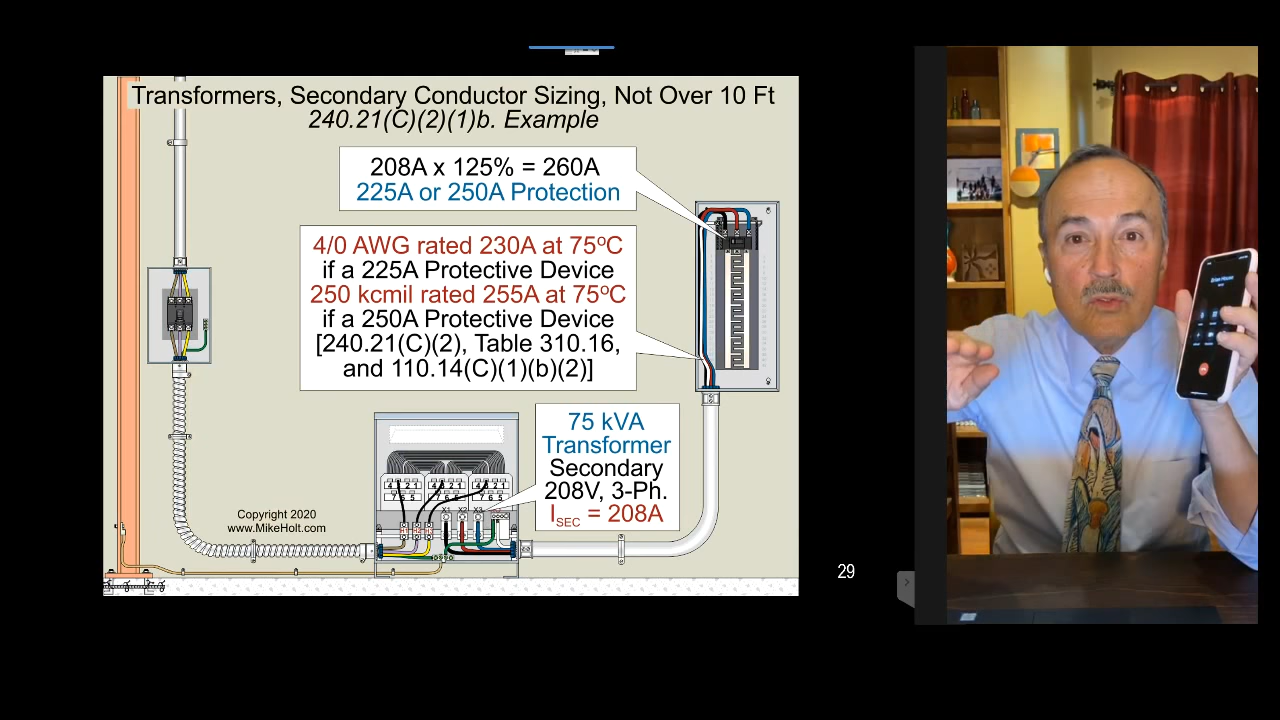 Transformers, Secondary Conductor Sizing, Not Over 10 Ft
240.21(C)(2)(1)b. Example
208A x 125% = 260A
225A or 250A Protection
4/0 AWG rated 230A at 75ºC
if a 225A Protective Device
250 kcmil rated 255A at 75ºC
if a 250A Protective Device
[240.21(C)(2), Table 310.16,
and 110.14(C)(1)(b)(2)]
75 kVA
Transformer
Secondary
208V, 3-Ph.
ISEC = 208A
X1 X2 X3
Copyright 2020
www.MikeHolt.com
29